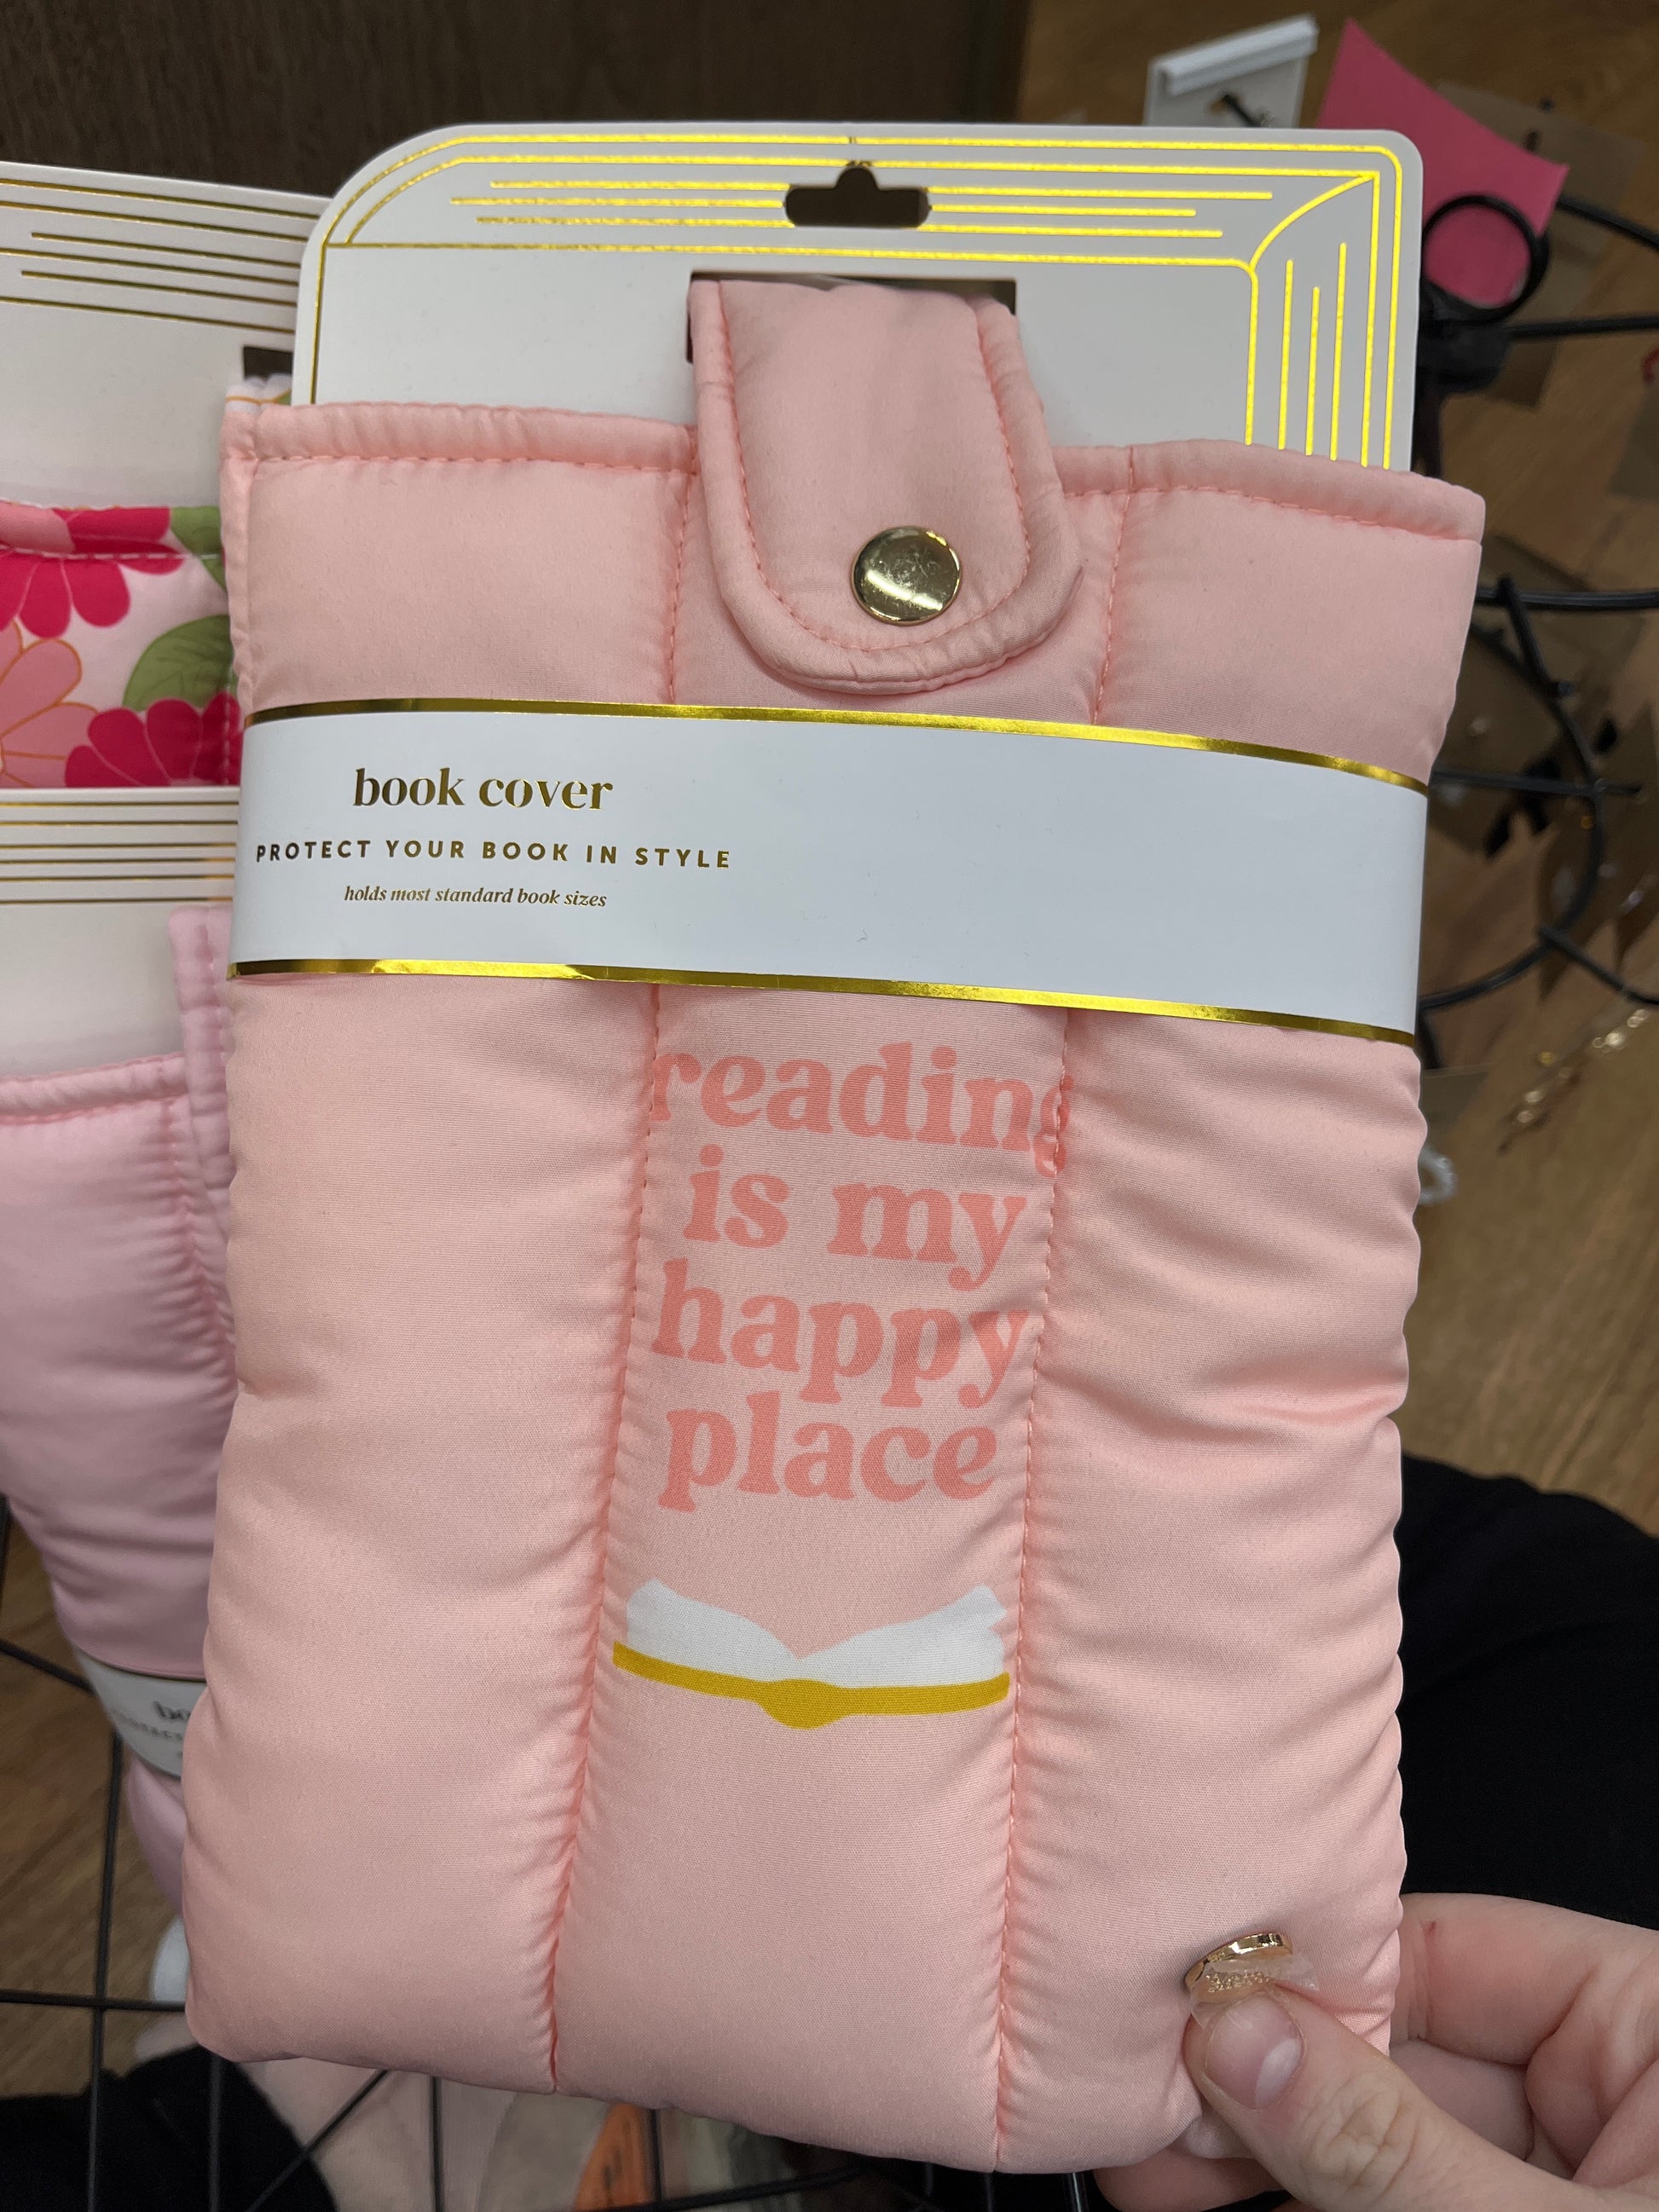 book cover
PROTECT YOUR BOOK IN STYLE
holds most standard book sizes
reading
is my
happy
place